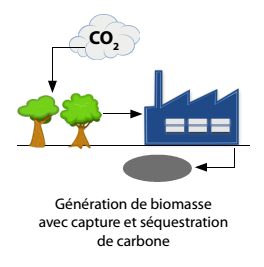 CO2
Génération de biomasse
avec capture et séquestration
de carbone